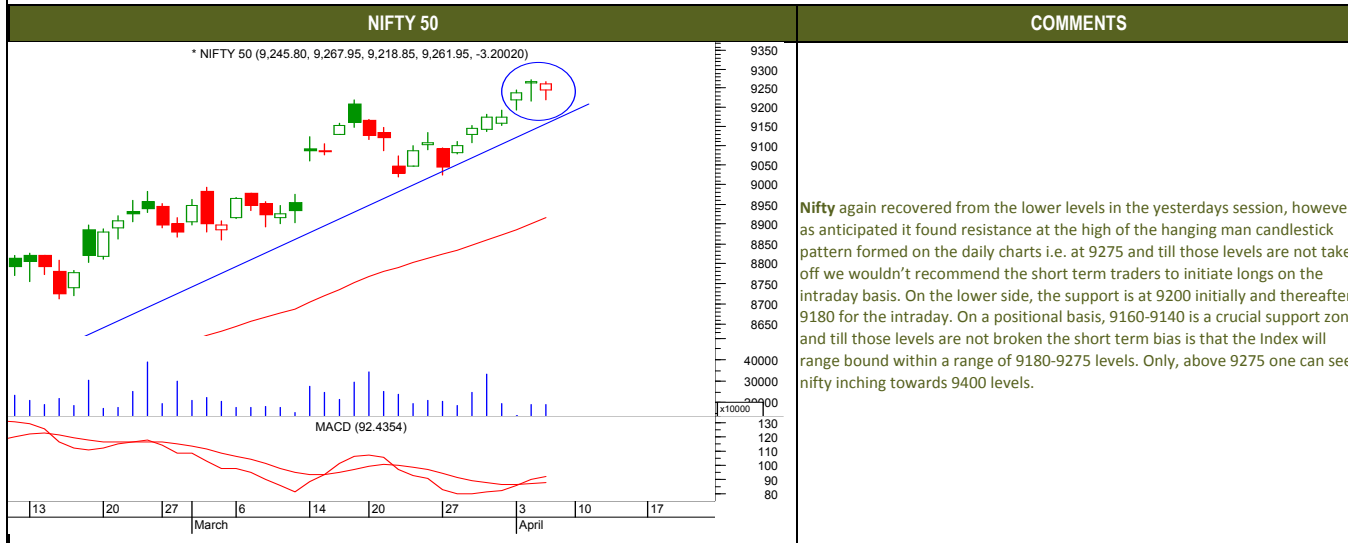 NIFTY 50
COMMENTS
* NIFTY 50 (9,245.80, 9,267.95, 9,218.85, 9,261.95, -3.20020)
9350
9300
9250
9200
9150
9100
9050
9000
8950
8900
8850
8800
8750
8700
8650
40000
30000
20000
x10000
MACD (92.4354)
130
120
110
100
90
80
13 20 27 6 14 20 27 3 10 17
March April
Nifty again recovered from the lower levels in the yesterdays session, howeve
as anticipated it found resistance at the high of the hanging man candlestick
pattern formed on the daily charts i.e. at 9275 and till those levels are not take
off we wouldn't recommend the short term traders to initiate longs on the
intraday basis. On the lower side, the support is at 9200 initially and thereafter
9180 for the intraday. On a positional basis, 9160-9140 is a crucial support zon
and till those levels are not broken the short term bias is that the Index will
range bound within a range of 9180-9275 levels. Only, above 9275 one can see
nifty inching towards 9400 levels.